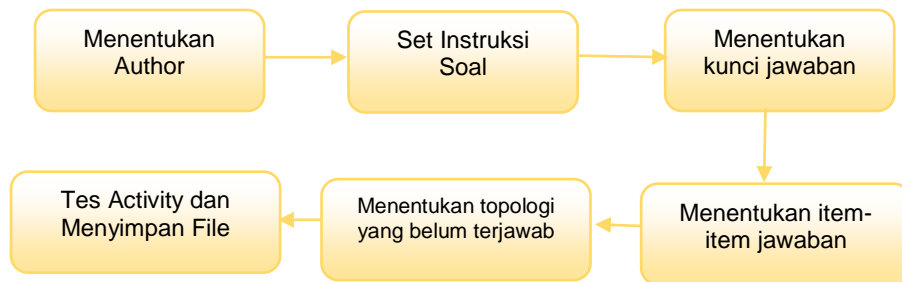 Menentukan
Author
Set Instruksi
Soal
Menentukan
kunci jawaban
Menentukan item-
item jawaban
Menentukan topologi
yang belum terjawab
Tes Activity dan
Menyimpan File